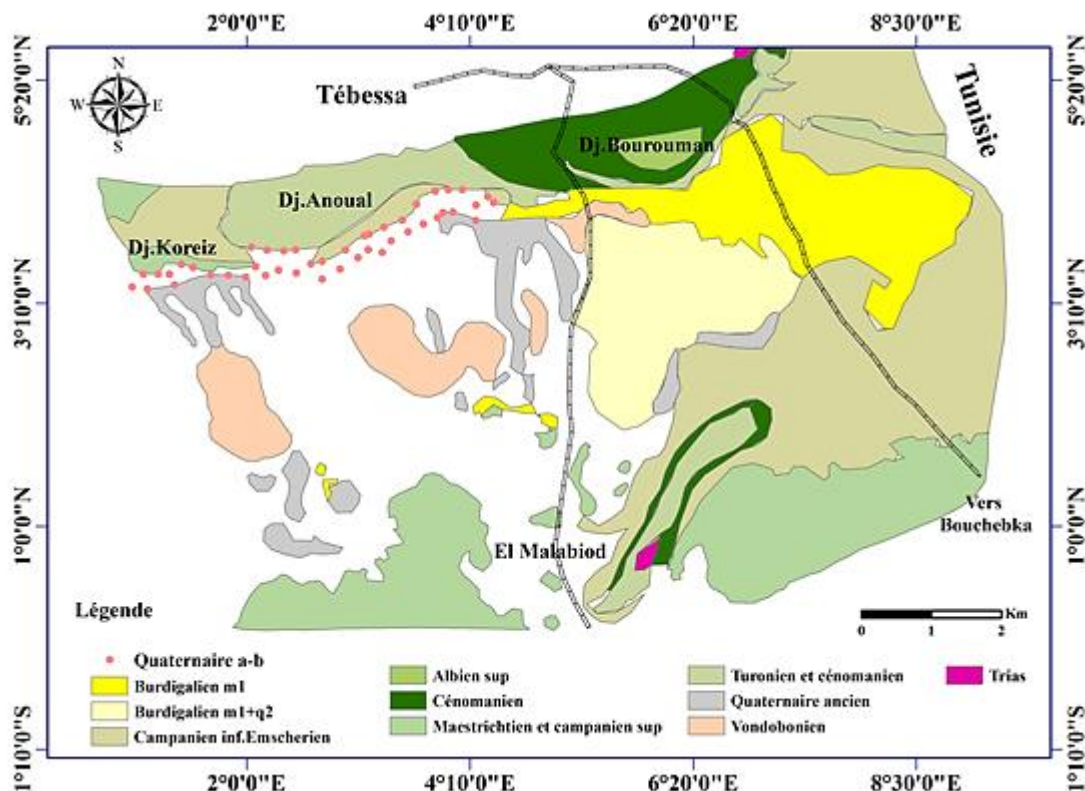 2°0'0"E 4°10'0"E 6°20'0"E 8°30'0"E
5°20'0"N
3°10'0"N
1°0'0"N
1°10'0"S
N
W E
S
Tébessa
Tunisie
Dj.Bourouman
Dj.Anoual
Dj.Koreiz
Vers
Bouchebka
El Malabiod
Légende
Km
0 1 2
Quaternaire a-b
Burdigalien m1
Burdigalien m1+q2
Campanien inf.Emscherien
Albien sup
Cénomanien
Maestrichtien et campanien sup
Turonien et cénomanien
Quaternaire ancien
Vondobonien
Trias
5°20'0"N
3°10'0"N
1°0'0"N
1°10'0"S
2°0'0"E 4°10'0"E 6°20'0"E 8°30'0"E